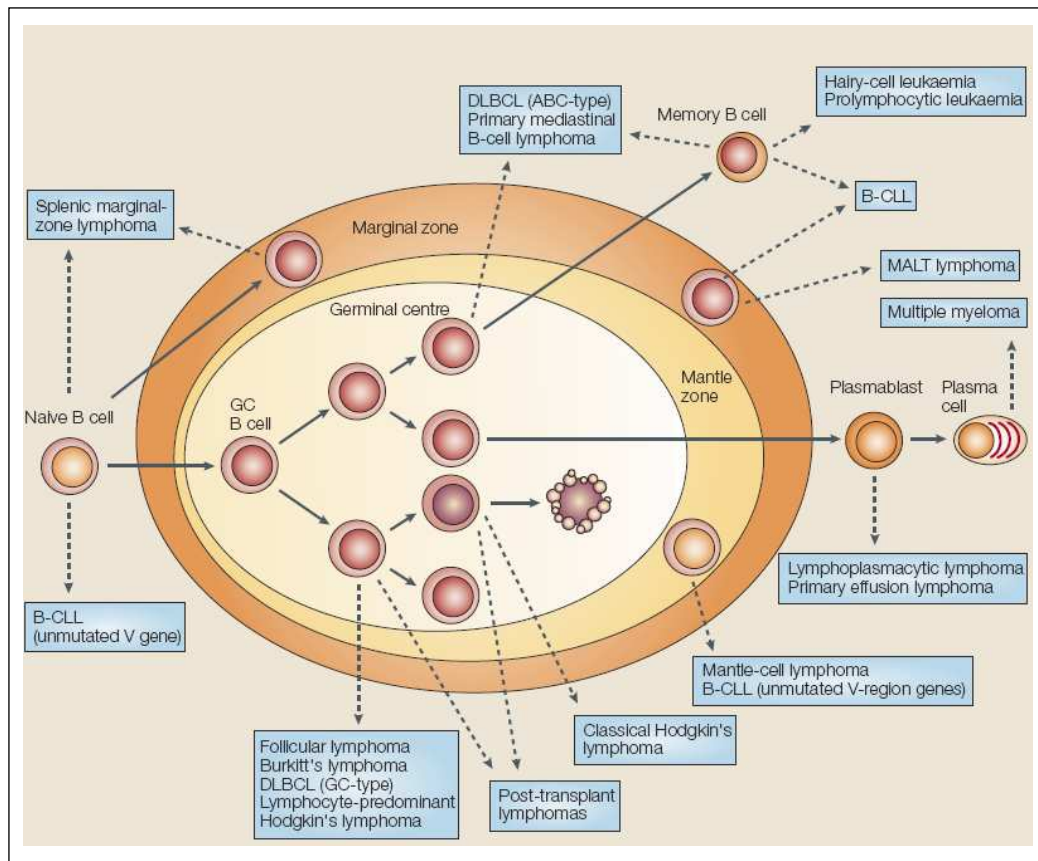 Hairy-cell leukaemia
Prolymphocytic leukaemia
DLBCL (ABC-type)
Primary mediastinal
B-cell lymphoma
Memory B cell
B-CLL
Splenic marginal-
zone lymphoma
Marginal zone
MALT lymphoma
Multiple myeloma
Germinal centre
Mantle
zone
Plasmablast
Plasma
cell
Naive B cell
GC
B cell
Lymphoplasmacytic lymphoma
Primary effusion lymphoma
B-CLL
(unmutated V gene)
Mantle-cell lymphoma
B-CLL (unmutated V-region genes)
Classical Hodgkin's
lymphoma
Follicular lymphoma
Burkitt's lymphoma
DLBCL (GC-type)
Lymphocyte-predominant
Hodgkin's lymphoma
Post-transplant
lymphomas